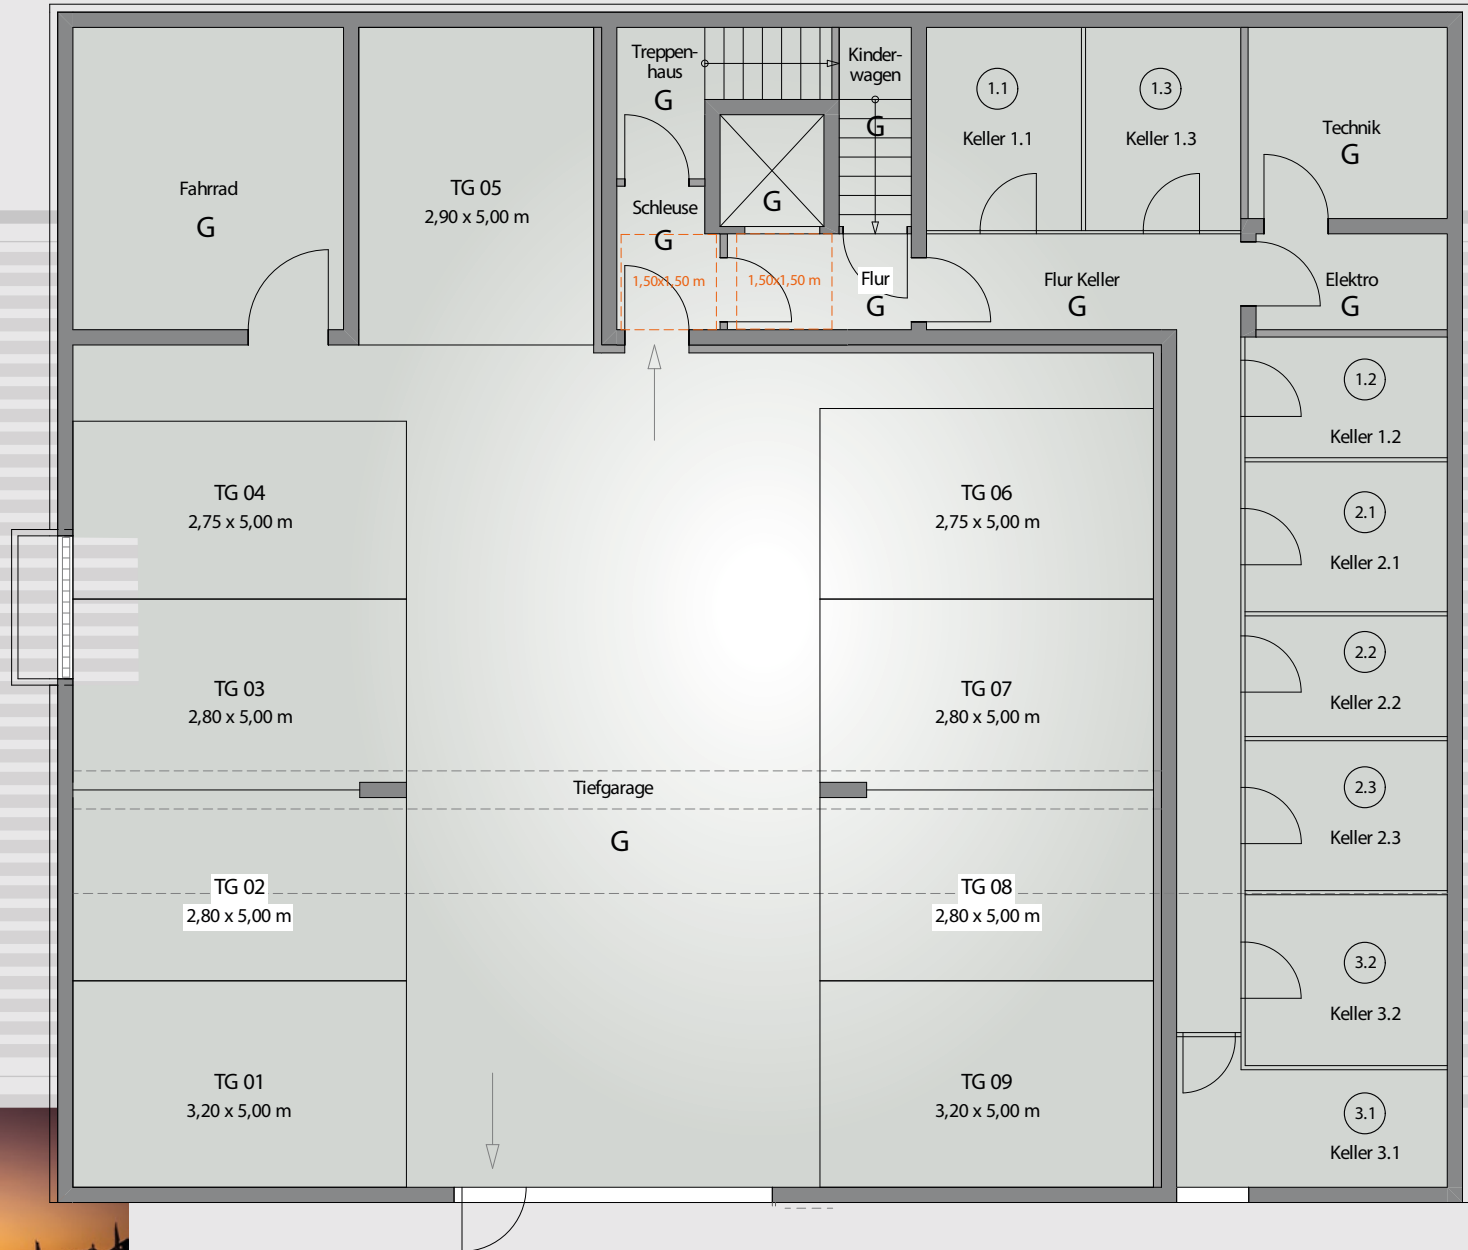 Fahrrad
G
TG 05
2,90 x 5,00 m
Treppen-
haus
G
Kinder-
wagen
G
G
Schleuse
G
1,50x1,50 m
1,50x1,50 m
Flur
G
1.1
Keller 1.1
1.3
Keller 1.3
Technik
G
Flur Keller
G
Elektro
G
1.2
Keller 1.2
TG 04
2,75 x 5,00 m
TG 06
2,75 x 5,00 m
2.1
Keller 2.1
TG 03
2,80 x 5,00 m
TG 07
2,80 x 5,00 m
2.2
Keller 2.2
Tiefgarage
G
2.3
Keller 2.3
TG 02
2,80 x 5,00 m
TG 08
2,80 x 5,00 m
3.2
Keller 3.2
TG 01
3,20 x 5,00 m
TG 09
3,20 x 5,00 m
3.1
Keller 3.1